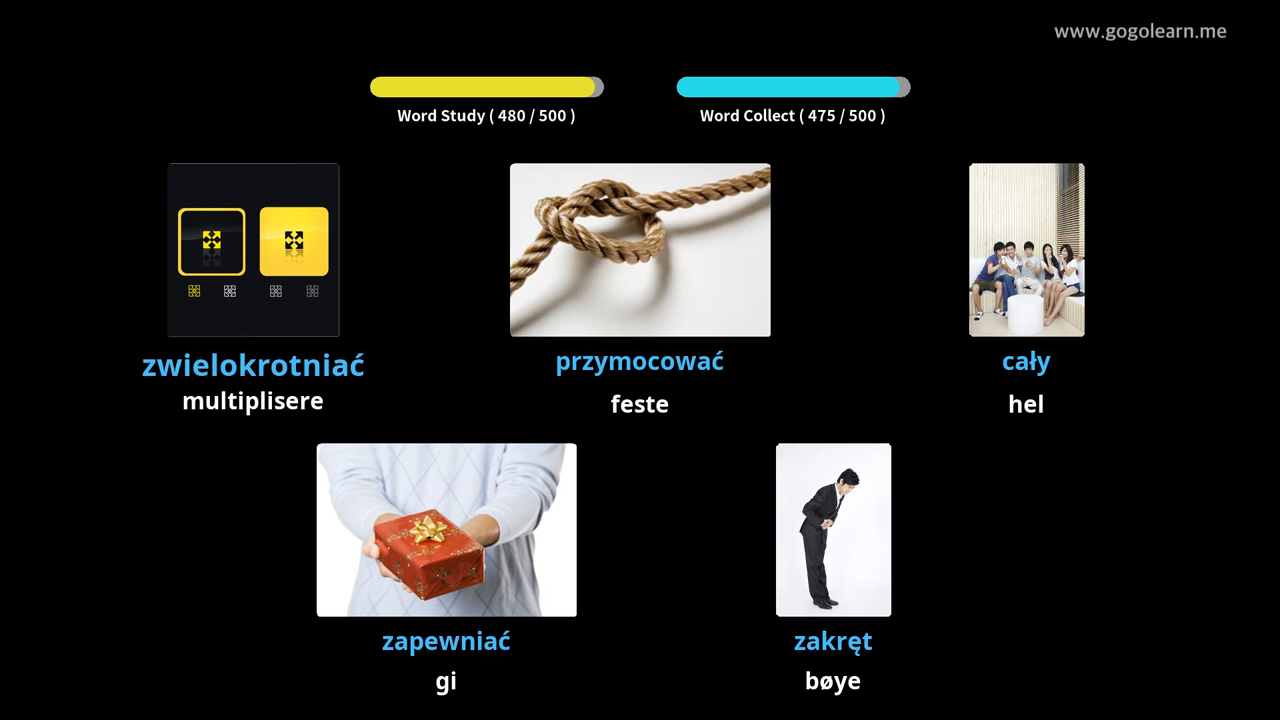 www.gogolearn.me
Word Study ( 480 / 500 )
Word Collect ( 475 / 500 )
zwielokrotniać
multiplisere
przymocować
feste
cały
hel
zapewniać
gi
zakręt
bøye